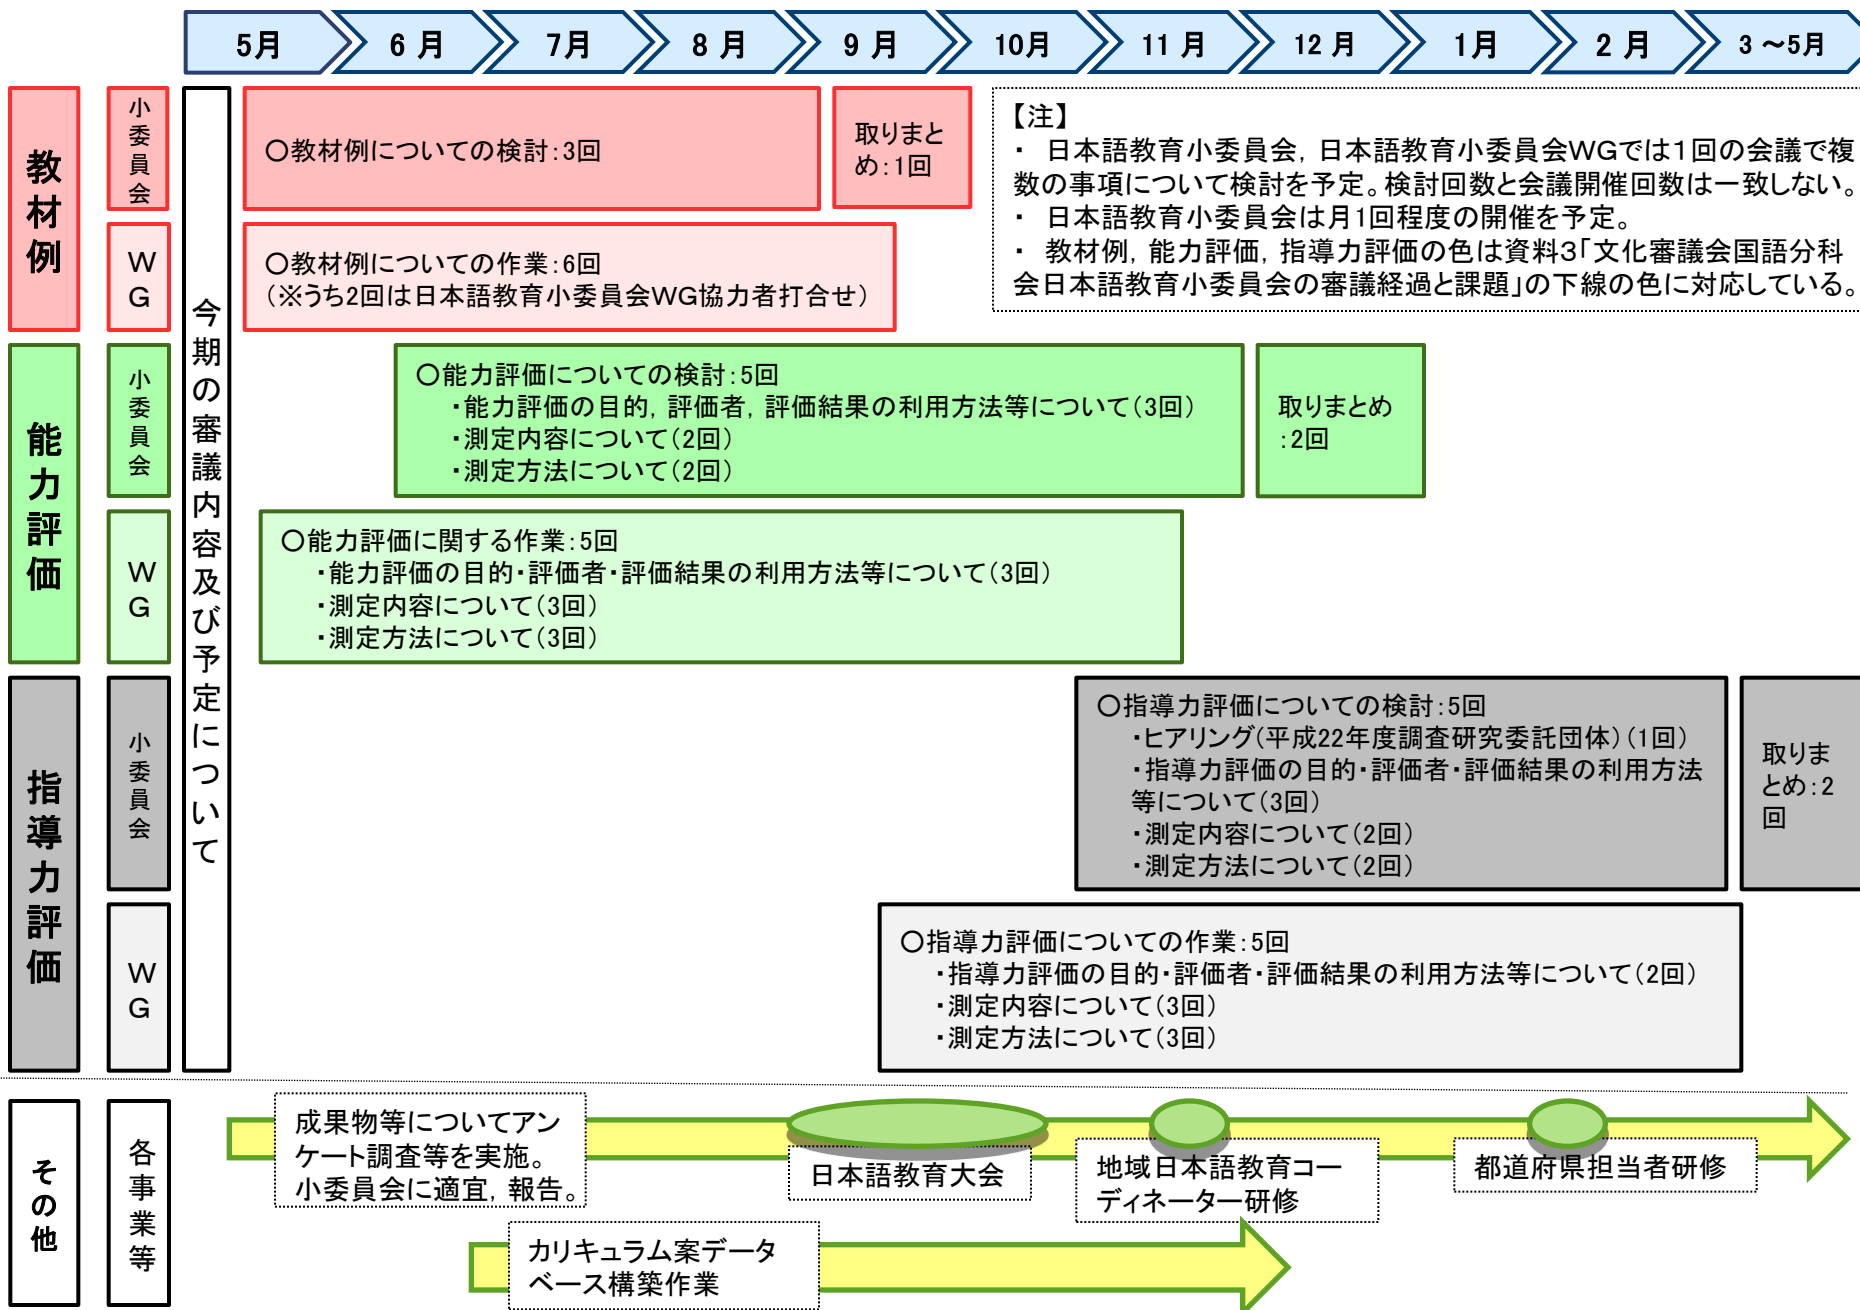 5月
6 月
7月
8 月
9 月
10月
11 月
12 月
1月
2 月
3 ～5月
教材例
小委員会
○教材例についての検討：3回
取りまと
め：1回
【注】
・ 日本語教育小委員会，日本語教育小委員会WGでは１回の会議で複
数の事項について検討を予定。検討回数と会議開催回数は一致しない。
・ 日本語教育小委員会は月1回程度の開催を予定。
・ 教材例，能力評価，指導力評価の色は資料３「文化審議会国語分科
会日本語教育小委員会の審議経過と課題」の下線の色に対応している。
ＷＧ
○教材例についての作業：6回
（※うち2回は日本語教育小委員会WG協力者打合せ）
今期の審議内容及び予定について
能力評価
小委員会
○能力評価についての検討：5回
・能力評価の目的，評価者，評価結果の利用方法等について（3回）
・測定内容について（2回）
・測定方法について（2回）
取りまとめ
：2回
ＷＧ
○能力評価に関する作業：5回
・能力評価の目的・評価者・評価結果の利用方法等について（3回）
・測定内容について（3回）
・測定方法について（3回）
指導力評価
小委員会
○指導力評価についての検討：5回
・ヒアリング（平成22年度調査研究委託団体）（1回）
・指導力評価の目的・評価者・評価結果の利用方法
等について（3回）
・測定内容について（2回）
・測定方法について（2回）
取りま
とめ：2
回
ＷＧ
○指導力評価についての作業：5回
・指導力評価の目的・評価者・評価結果の利用方法等について（2回）
・測定内容について（3回）
・測定方法について（3回）
その他
各事業等
成果物等についてアン
ケート調査等を実施。
小委員会に適宜，報告。
日本語教育大会
地域日本語教育コー
ディネーター研修
都道府県担当者研修
カリキュラム案データ
ベース構築作業